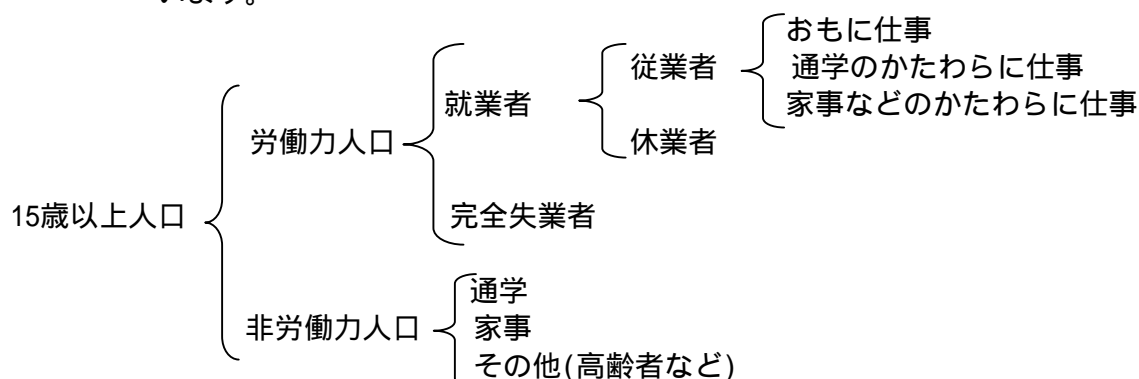 います。
おもに仕事
従業者
通学のかたわらに仕事
就業者
家事などのかたわらに仕事
労働力人口
休業者
15歳以上人口
完全失業者
通学
非労働力人口
家事
その他(高齢者など)